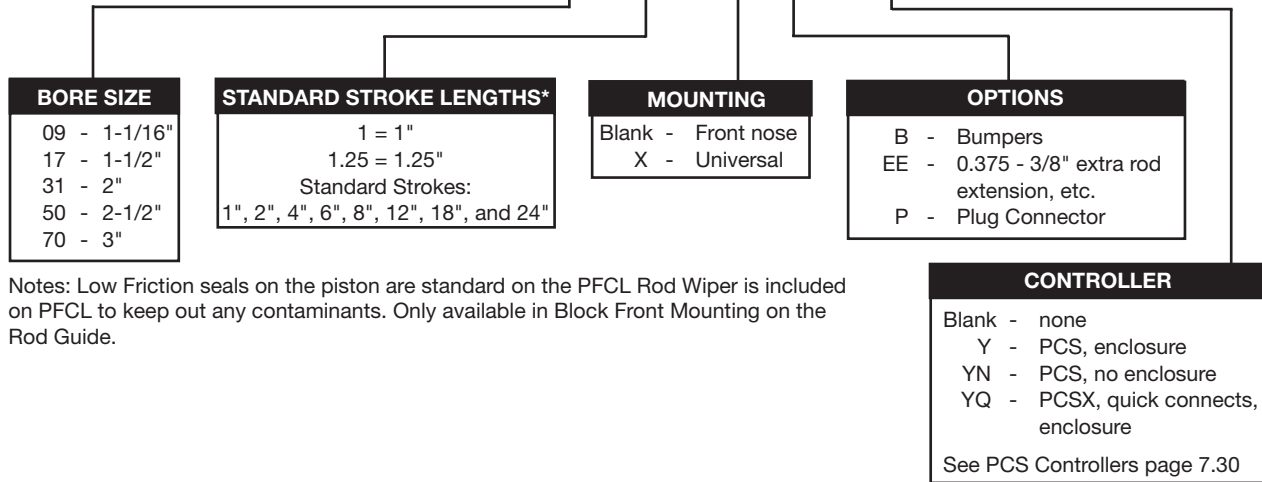 BORE SIZE
09 - 1-1/16"
17 - 1-1/2"
31 - 2"
50 - 2-1/2"
70 - 3"
STANDARD STROKE LENGTHS*
1 = 1"
1.25 = 1.25"
Standard Strokes:
1", 2", 4", 6", 8", 12", 18", and 24"
MOUNTING
Blank - Front nose
X - Universal
OPTIONS
B - Bumpers
EE - 0.375 - 3/8" extra rod
extension, etc.
P - Plug Connector
Notes: Low Friction seals on the piston are standard on the PFCL Rod Wiper is included
on PFCL to keep out any contaminants. Only available in Block Front Mounting on the
Rod Guide.
CONTROLLER
Blank - none
Y - PCS, enclosure
YN - PCS, no enclosure
YQ - PCSX, quick connects,
enclosure
See PCS Controllers page 7.30